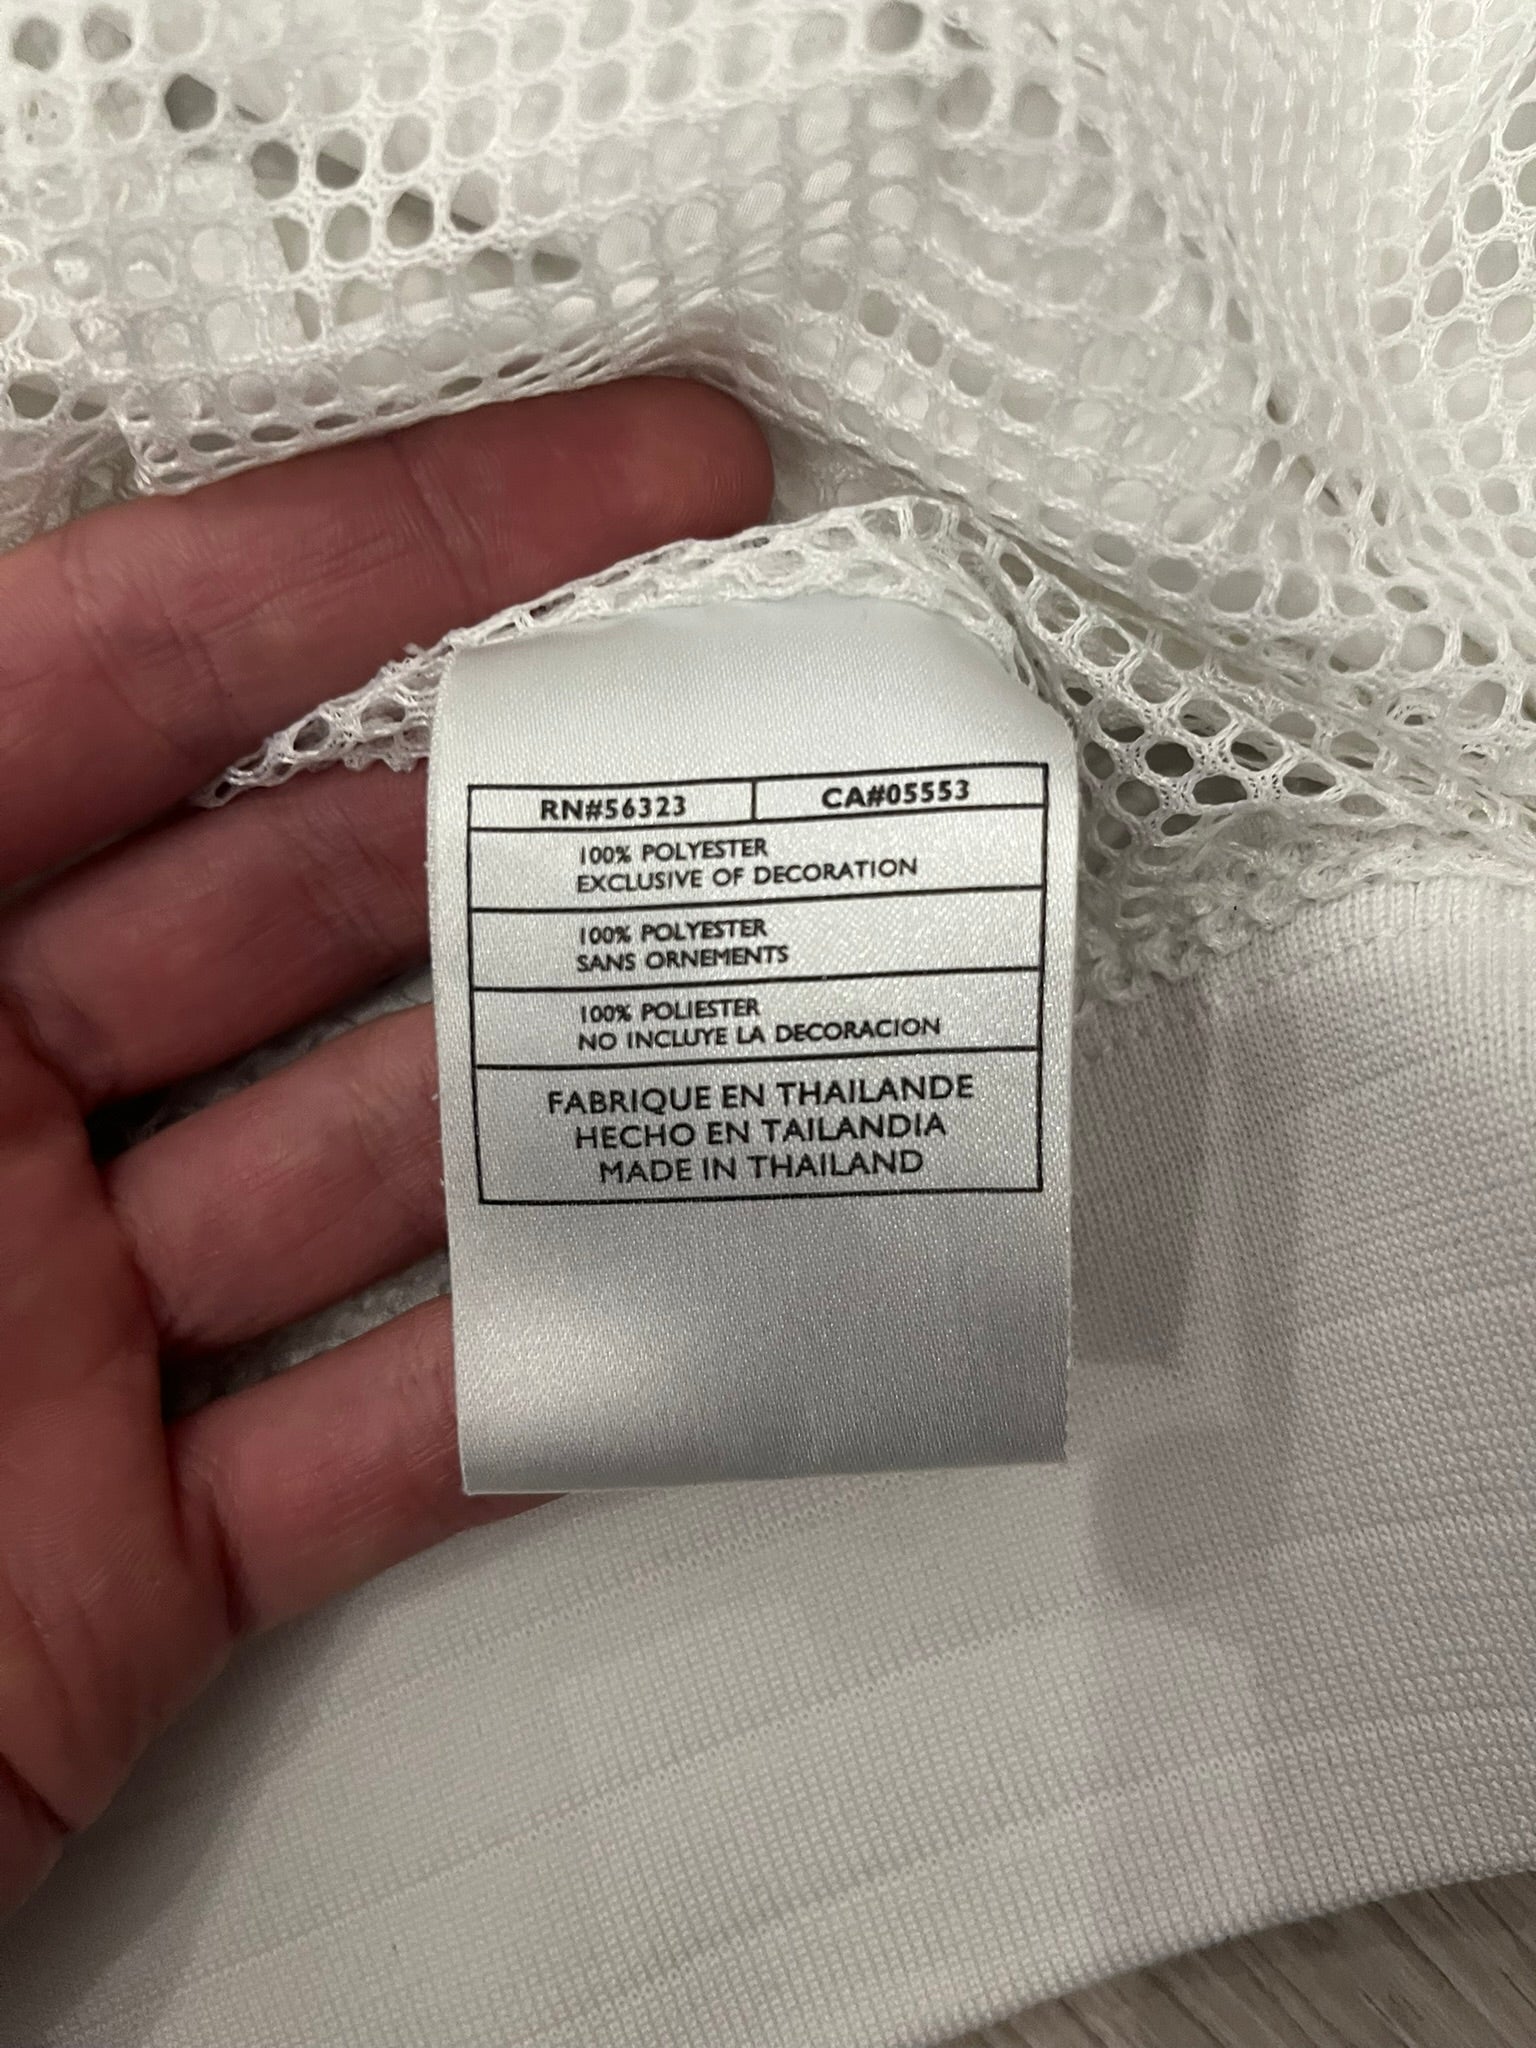 RN#56323 CA#05553
100% POLYESTER
EXCLUSIVE OF DECORATION
100% POLYESTER
SANS ORNEMENTS
100% POLIESTER
NO INCLUYE LA DECORACION
FABRIQUE EN THAILANDE
HECHO EN TAILANDIA
MADE IN THAILAND